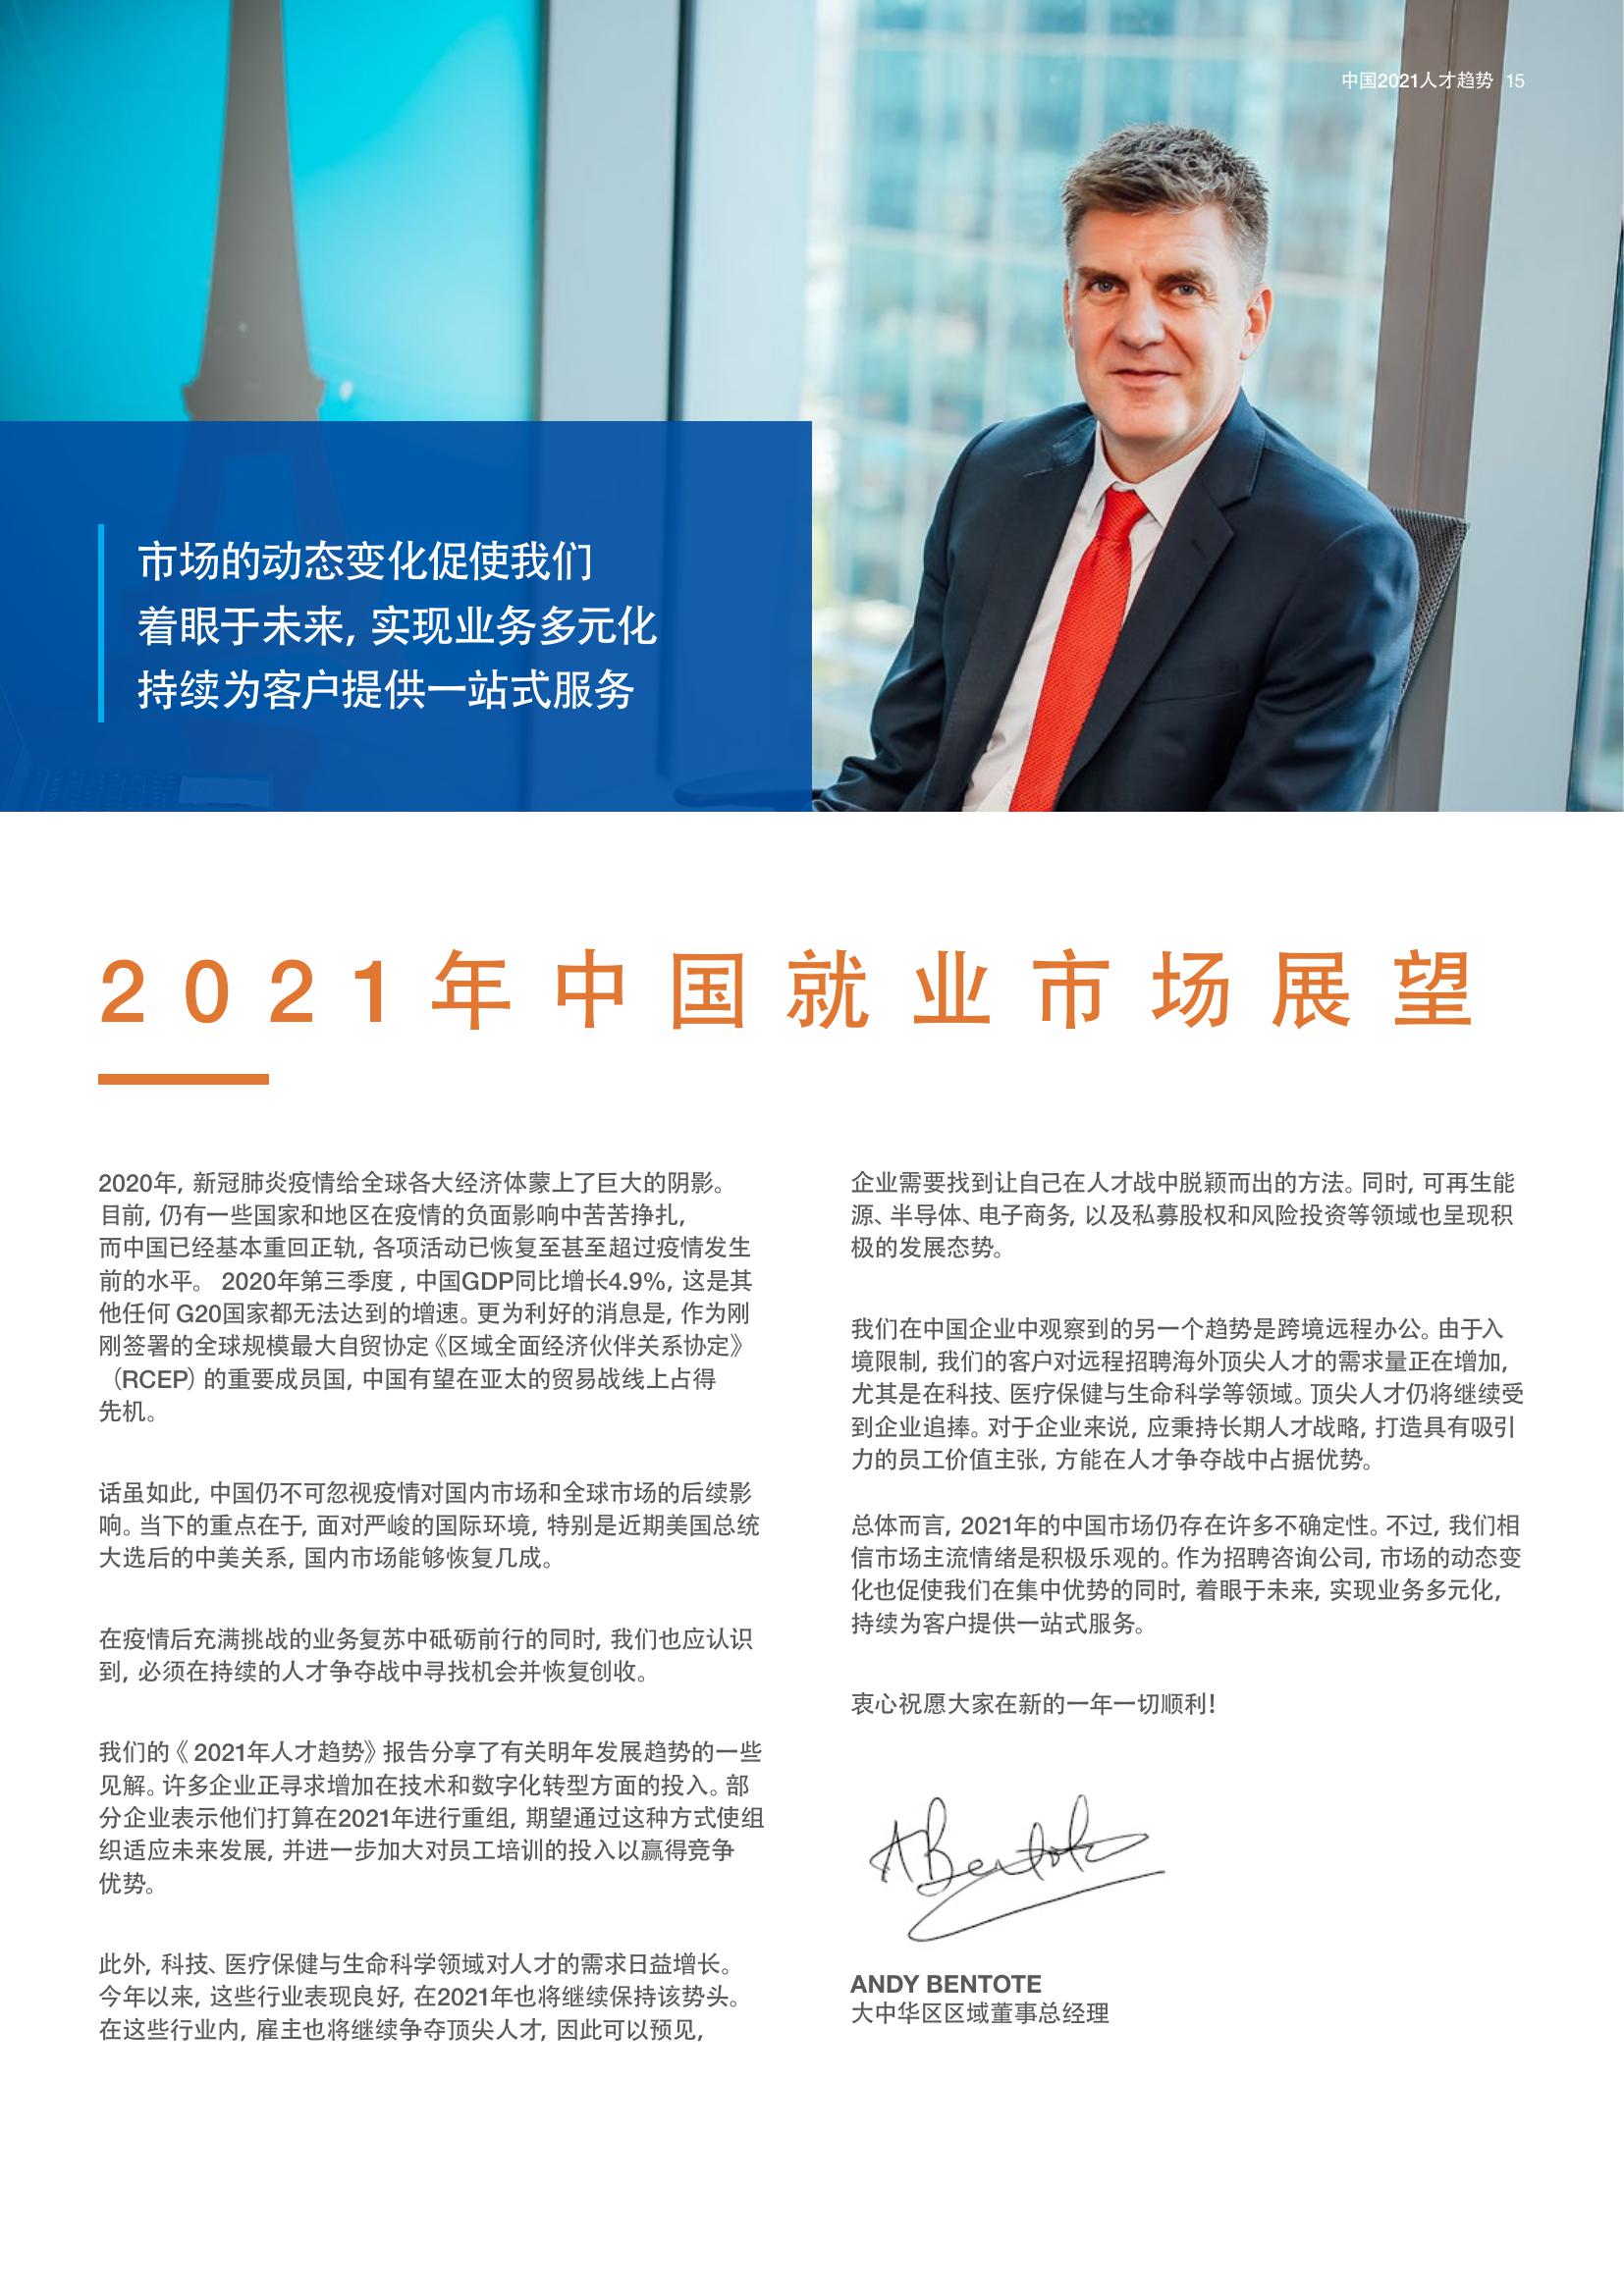 中国2021人才趋势 15
市场的动态变化促使我们
着眼于未来, 实现业务多元化
持续为客户提供一站式服务
2021年中国就业市场展望
2020年, 新冠肺炎疫情给全球各大经济体蒙上了巨大的阴影。
目前, 仍有一些国家和地区在疫情的负面影响中苦苦挣扎,
而中国已经基本重回正轨, 各项活动已恢复至甚至超过疫情发生
前的水平。 2020年第三季度 , 中国GDP同比增长4.9%, 这是其
他任何 G20国家都无法达到的增速。更为利好的消息是, 作为刚
刚签署的全球规模最大自贸协定《区域全面经济伙伴关系协定》
（RCEP）的重要成员国, 中国有望在亚太的贸易战线上占得
先机。
话虽如此, 中国仍不可忽视疫情对国内市场和全球市场的后续影
响。当下的重点在于, 面对严峻的国际环境, 特别是近期美国总统
大选后的中美关系, 国内市场能够恢复几成。
在疫情后充满挑战的业务复苏中砥砺前行的同时, 我们也应认识
到, 必须在持续的人才争夺战中寻找机会并恢复创收。
我们的《 2021年人才趋势》报告分享了有关明年发展趋势的一些
见解。许多企业正寻求增加在技术和数字化转型方面的投入。部
分企业表示他们打算在2021年进行重组, 期望通过这种方式使组
织适应未来发展, 并进一步加大对员工培训的投入以赢得竞争
优势。
此外, 科技、医疗保健与生命科学领域对人才的需求日益增长。
今年以来, 这些行业表现良好, 在2021年也将继续保持该势头。
在这些行业内, 雇主也将继续争夺顶尖人才, 因此可以预见,
企业需要找到让自己在人才战中脱颖而出的方法。同时, 可再生能
源、半导体、电子商务, 以及私募股权和风险投资等领域也呈现积
极的发展态势。
我们在中国企业中观察到的另一个趋势是跨境远程办公。由于入
境限制, 我们的客户对远程招聘海外顶尖人才的需求量正在增加,
尤其是在科技、医疗保健与生命科学等领域。顶尖人才仍将继续受
到企业追捧。对于企业来说, 应秉持长期人才战略, 打造具有吸引
力的员工价值主张, 方能在人才争夺战中占据优势。
总体而言, 2021年的中国市场仍存在许多不确定性。不过, 我们相
信市场主流情绪是积极乐观的。作为招聘咨询公司, 市场的动态变
化也促使我们在集中优势的同时, 着眼于未来, 实现业务多元化,
持续为客户提供一站式服务。
衷心祝愿大家在新的一年一切顺利!
ABentote
ANDY BENTOTE
大中华区区域董事总经理